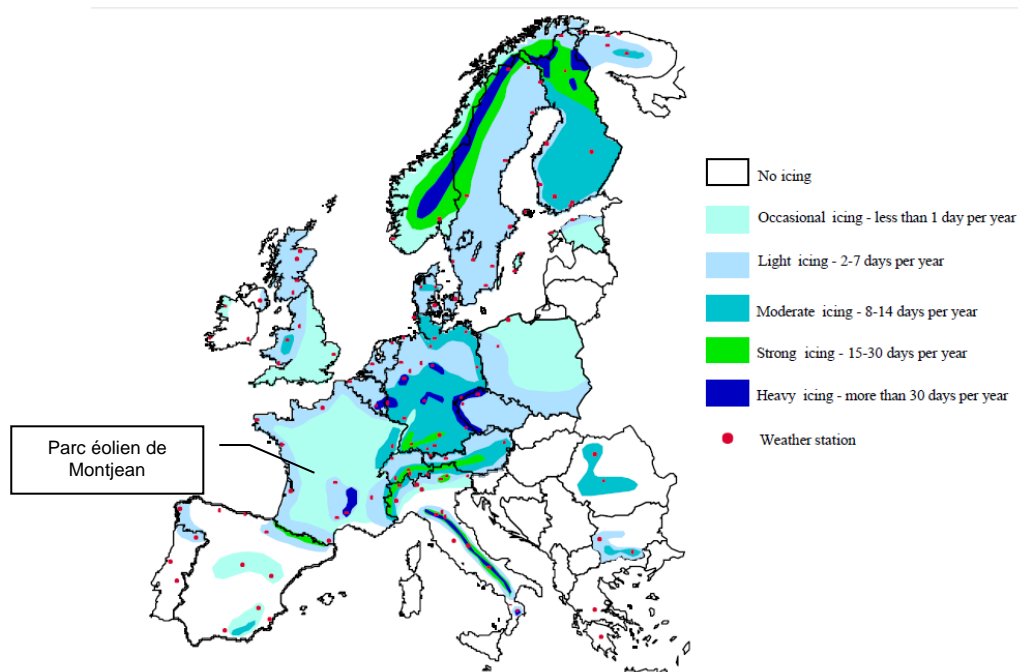 No icing
Occasional icing - less than 1 day per year
Light icing - 2-7 days per year
Moderate icing - 8-14 days per year
Strong icing - 15-30 days per year
Heavy icing - more than 30 days per year
Weather station
Parc éolien de
Montjean